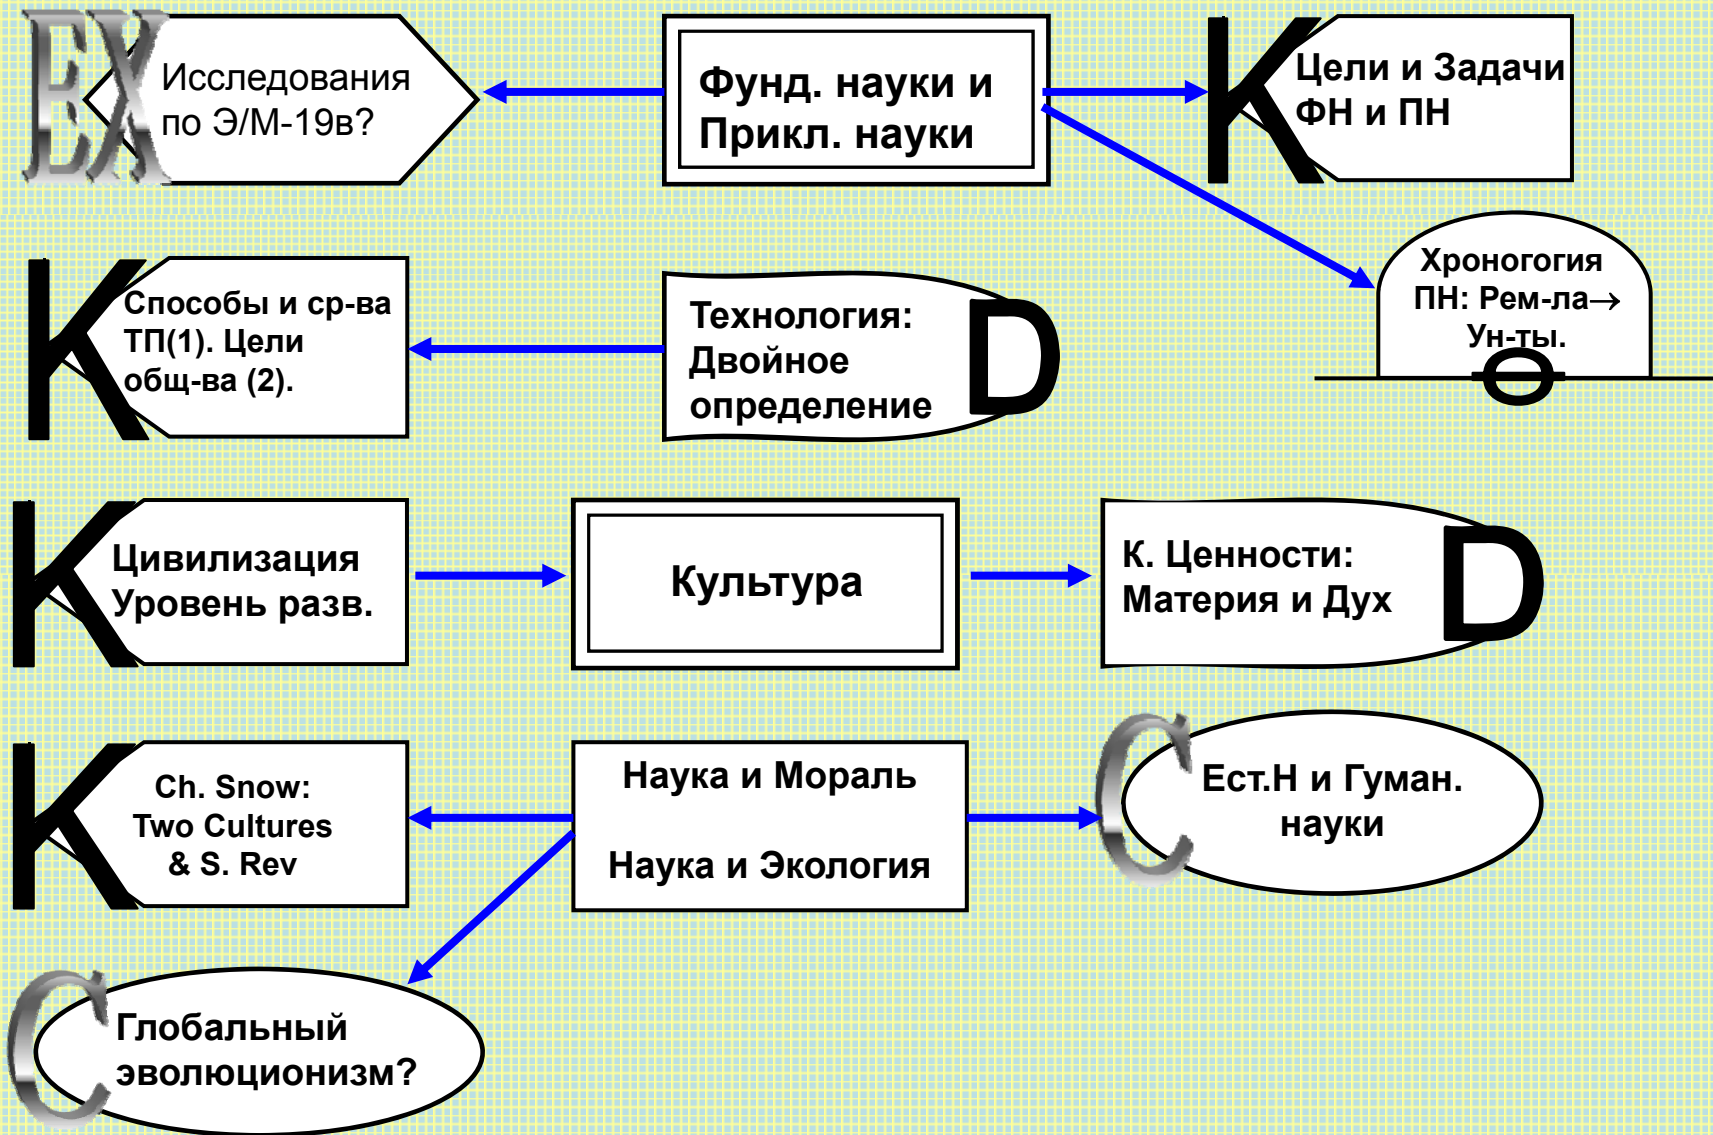 EX
Исследования
по Э/М-19в?
Фунд. науки и
Прикл. науки
К
Цели и Задачи
ФН и ПН
Хроногогия
ПН: Рем-ла→
Ун-ты.
О
К
Способы и ср-ва
ТП(1). Цели
общ-ва (2).
Технология:
Двойное
определение
D
К
Цивилизация
Уровень разв.
Культура
К. Ценности:
Материя и Дух
D
К
Ch. Snow:
Two Cultures
& S. Rev
Наука и Мораль
Наука и Экология
С
Ест.Н и Гуман.
науки
С
Глобальный
эволюционизм?